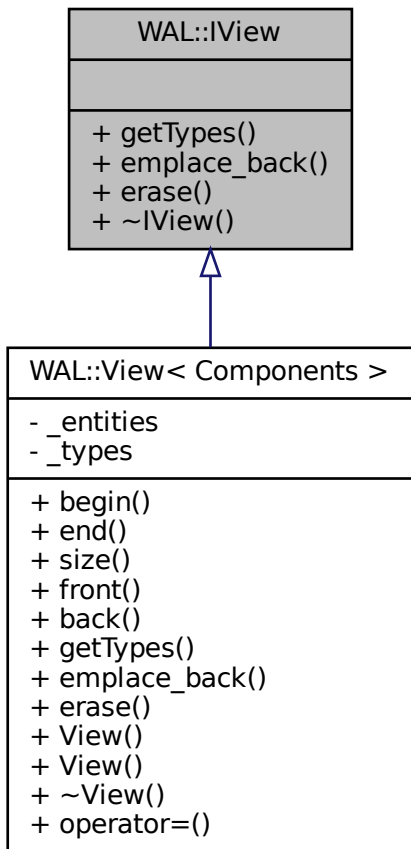 WAL::IView
+ getTypes()
+ emplace_back()
+ erase()
+ ~IView()
WAL::View< Components >
- _entities
- _types
+ begin()
+ end()
+ size()
+ front()
+ back()
+ getTypes()
+ emplace_back()
+ erase()
+ View()
+ View()
+ ~View()
+ operator=()